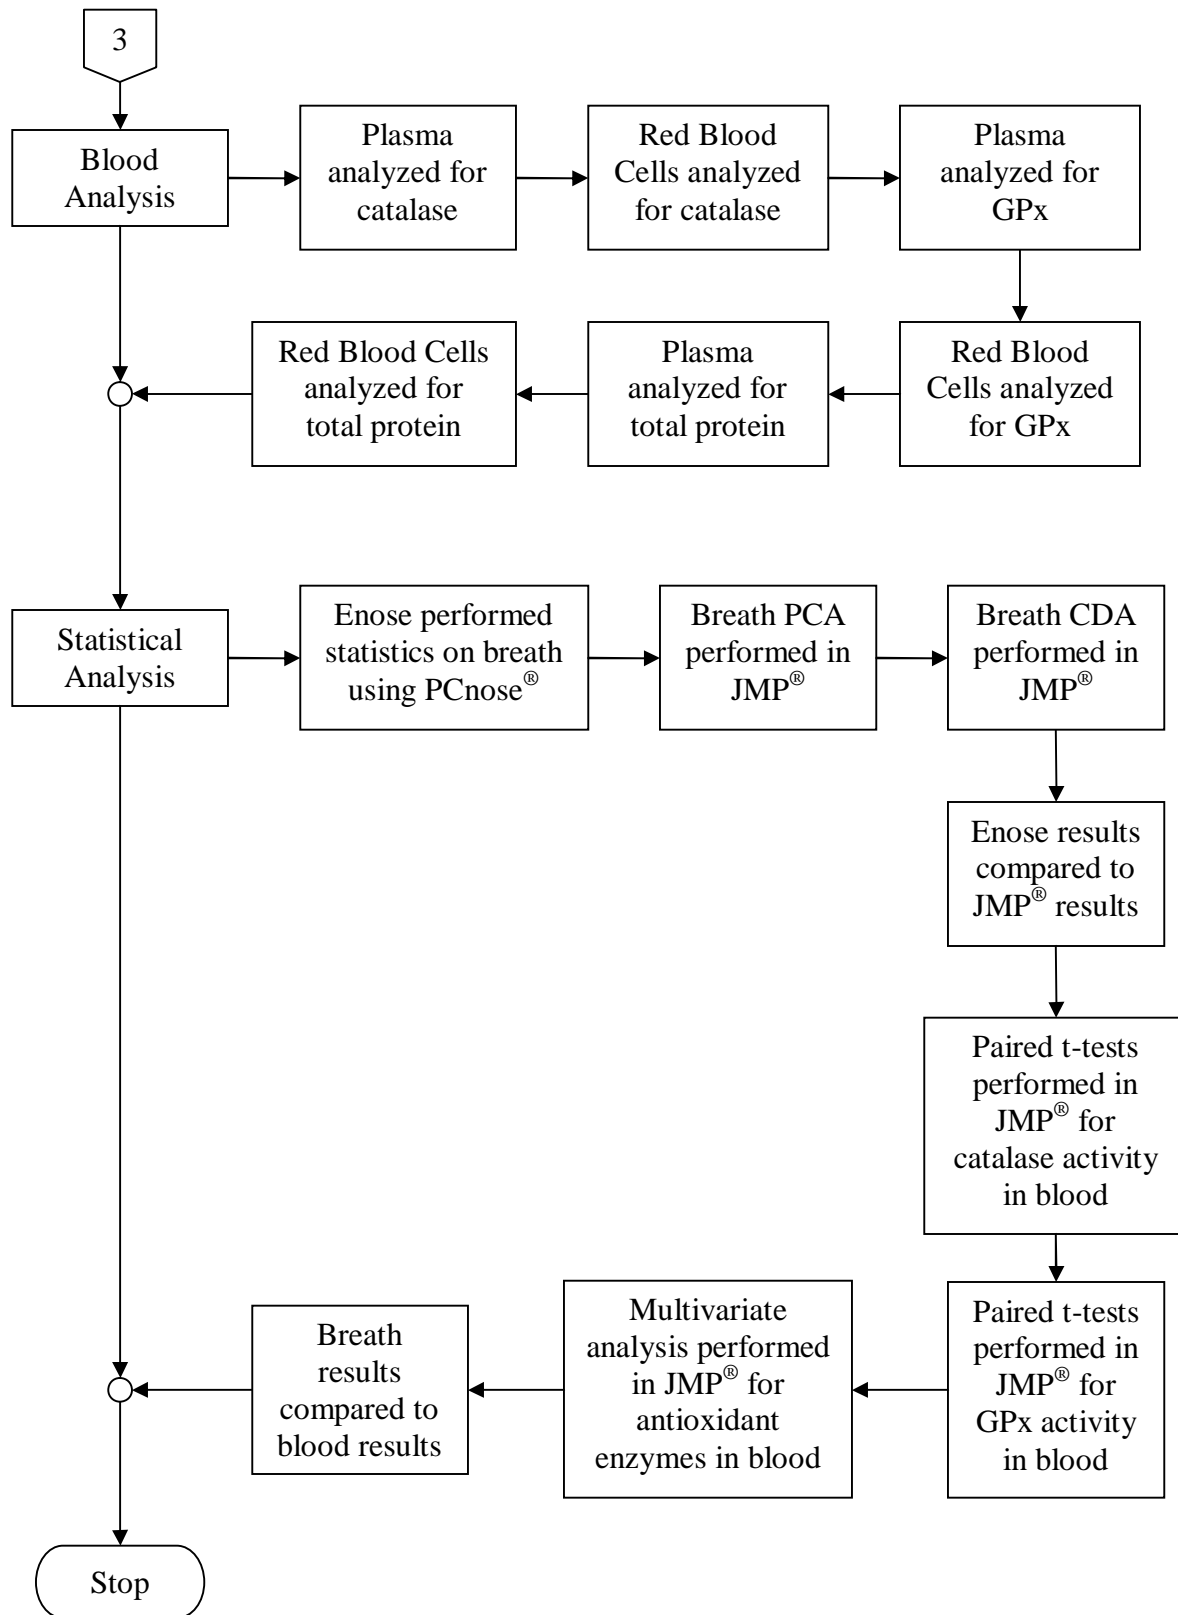 3
Blood
Analysis
Plasma
analyzed for
catalase
Red Blood
Cells analyzed
for catalase
Plasma
analyzed for
GPx
Red Blood
Cells analyzed
for GPx
Plasma
analyzed for
total protein
Red Blood Cells
analyzed for
total protein
Statistical
Analysis
Enose performed
statistics on breath
using PCnose®
Breath PCA
performed in
JMP®
Breath CDA
performed in
JMP®
Enose results
compared to
JMP® results
Paired t-tests
performed in
JMP® for
catalase activity
in blood
Paired t-tests
performed in
JMP® for
GPx activity
in blood
Multivariate
analysis performed
in JMP® for
antioxidant
enzymes in blood
Breath
results
compared to
blood results
Stop